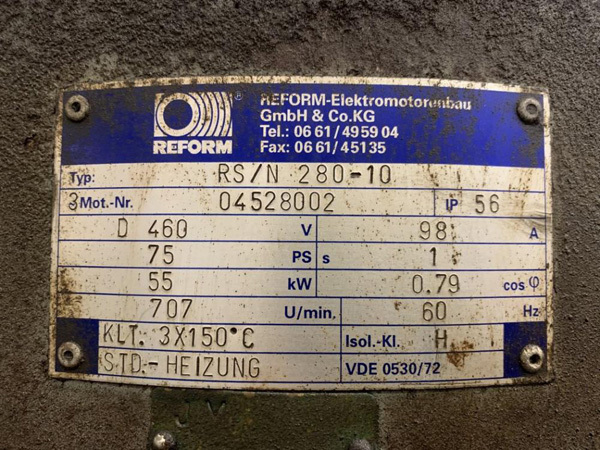 REFORM-Elektromotorenbau
GmbH & Co.KG
Tel.: 06 61/4959 04
Fax: 06 61/45135
® REFORM
Typ: RS/N 280-10
3 Mot.-Nr. 04528002 IP 56
D 460 V 98 A
75 PS s 1
55 kW 0.79 cos φ
707 U/min. 60 Hz
KLT. 3X150°C Isol.-Kl. H
STD.-HEIZUNG VDE 0530/72